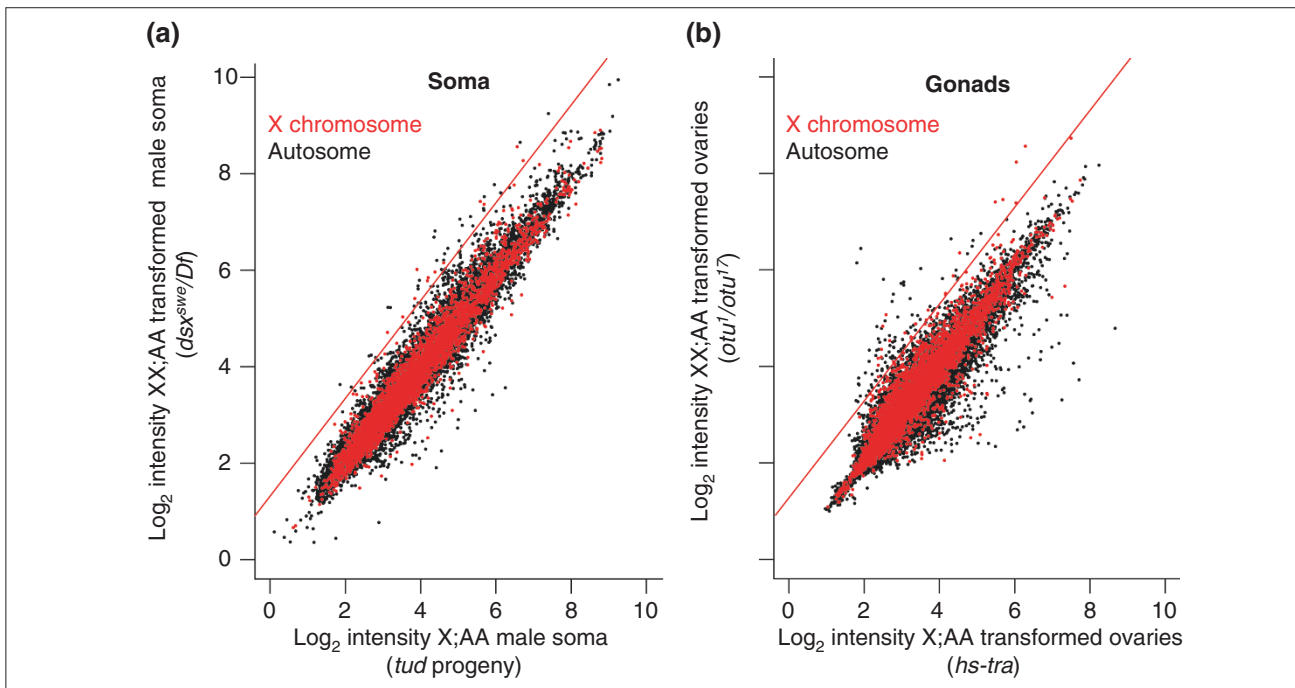 (a)
Soma
X chromosome
Autosome
Log₂ intensity XX;AA transformed male soma
(dsxˢʷᵉ/Df)
10
8
6
4
2
0
0 2 4 6 8 10
Log₂ intensity X;AA male soma
(tud progeny)
(b)
Gonads
X chromosome
Autosome
Log₂ intensity XX;AA transformed ovaries
(otu¹/otu¹⁷)
0 2 4 6 8 10
Log₂ intensity X;AA transformed ovaries
(hs-tra)